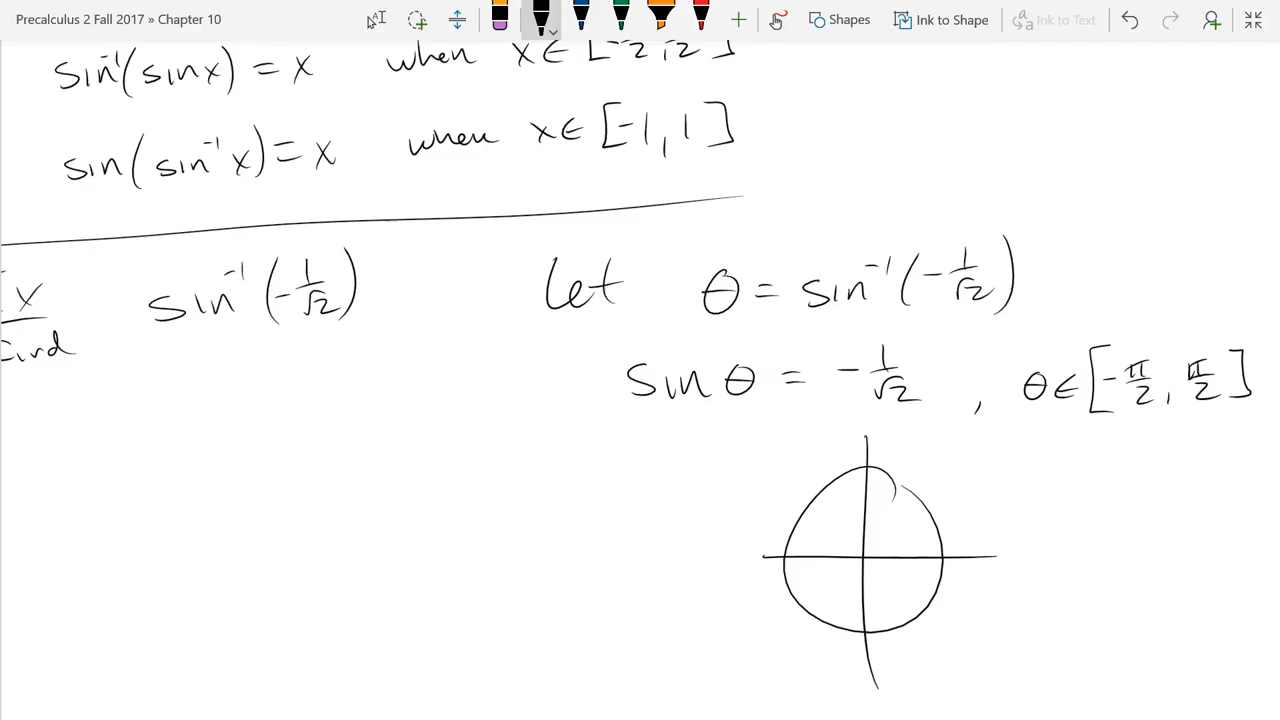 Precalculus 2 Fall 2017 » Chapter 10
Shapes
Ink to Shape
Ink to Text
sin⁻¹(sin x) = x when x ∈ [-π/2, π/2]
sin(sin⁻¹ x) = x when x ∈ [-1, 1]
sin⁻¹(-1/√2) Let θ = sin⁻¹(-1/√2)
sin θ = -1/√2 , θ ∈ [-π/2, π/2]